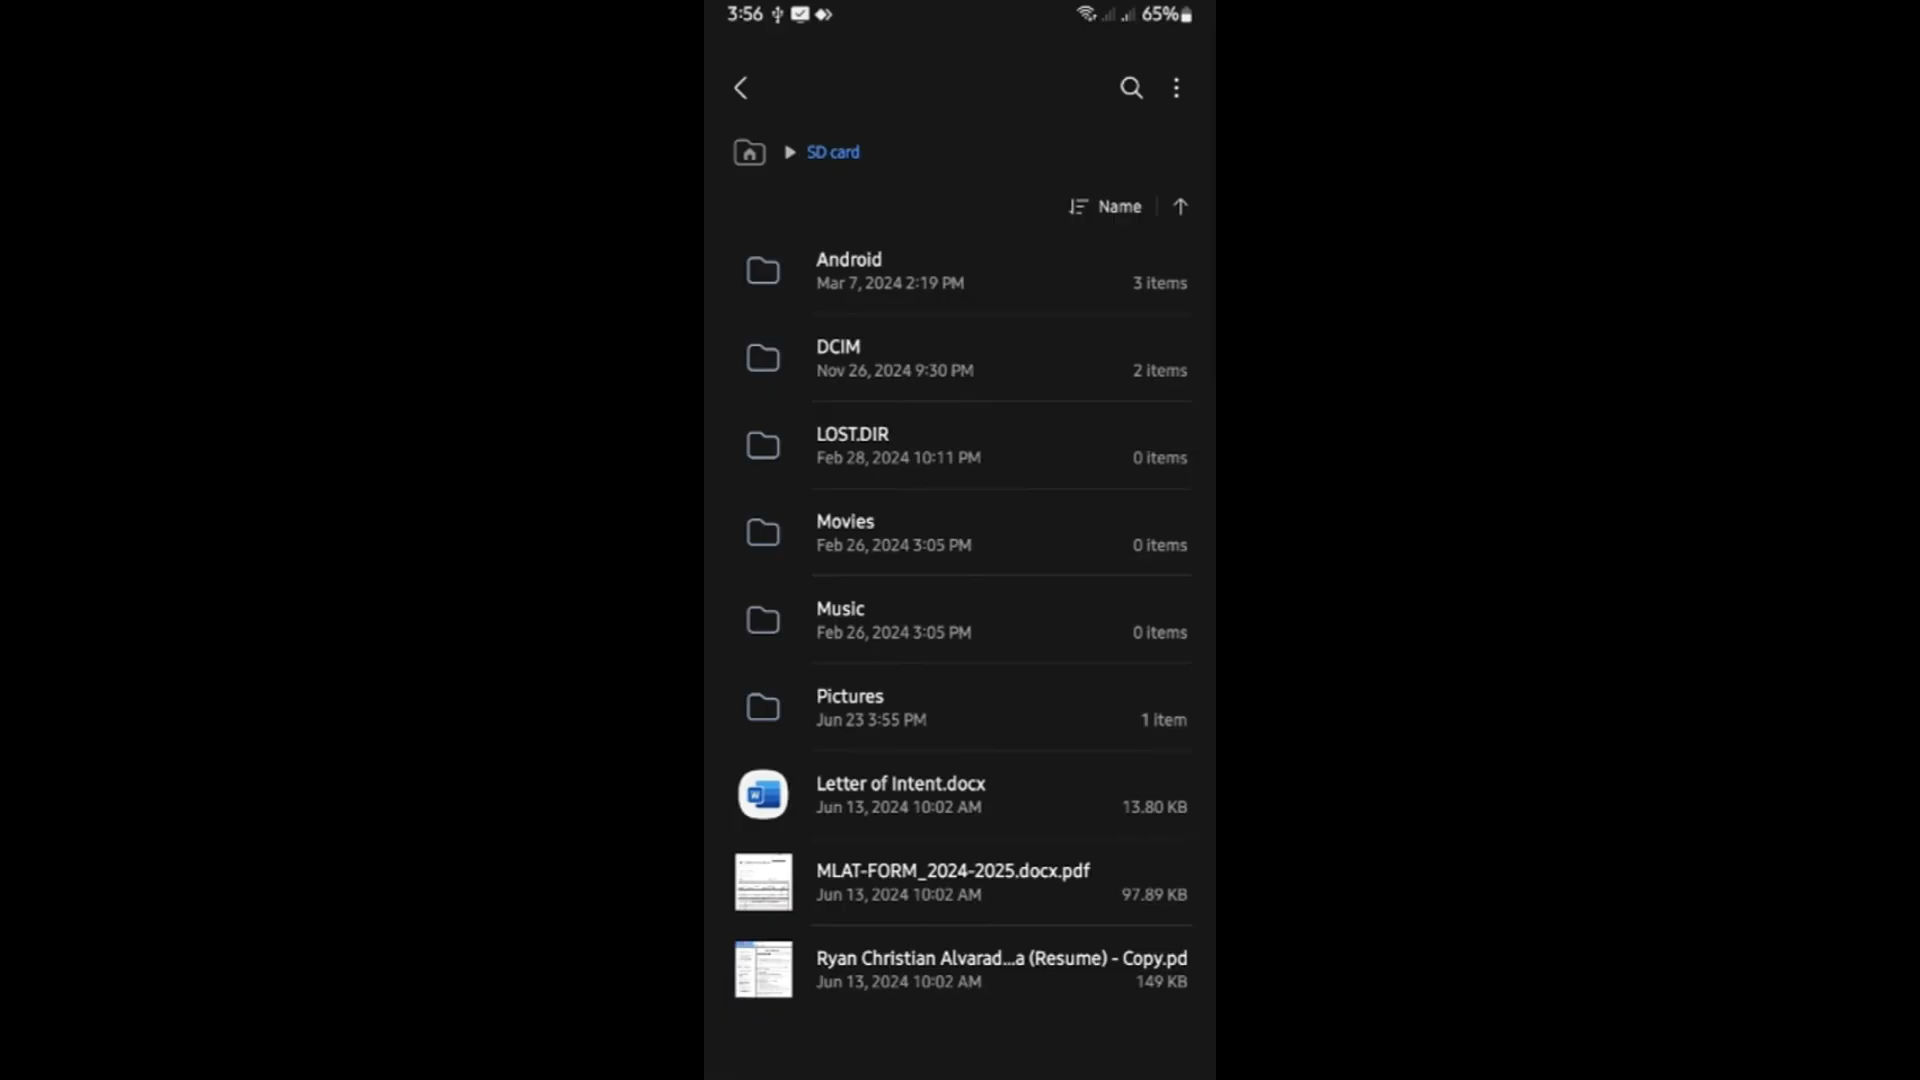 3:56
65%
SD card
Name
Android
Mar 7, 2024 2:19 PM
3 items
DCIM
Nov 26, 2024 9:30 PM
2 items
LOST.DIR
Feb 28, 2024 10:11 PM
0 items
Movies
Feb 26, 2024 3:05 PM
0 items
Music
Feb 26, 2024 3:05 PM
0 items
Pictures
Jun 23 3:55 PM
1 item
Letter of Intent.docx
Jun 13, 2024 10:02 AM
13.80 KB
MLAT-FORM_2024-2025.docx.pdf
Jun 13, 2024 10:02 AM
97.89 KB
Ryan Christian Alvarad...a (Resume) - Copy.pd
Jun 13, 2024 10:02 AM
149 KB